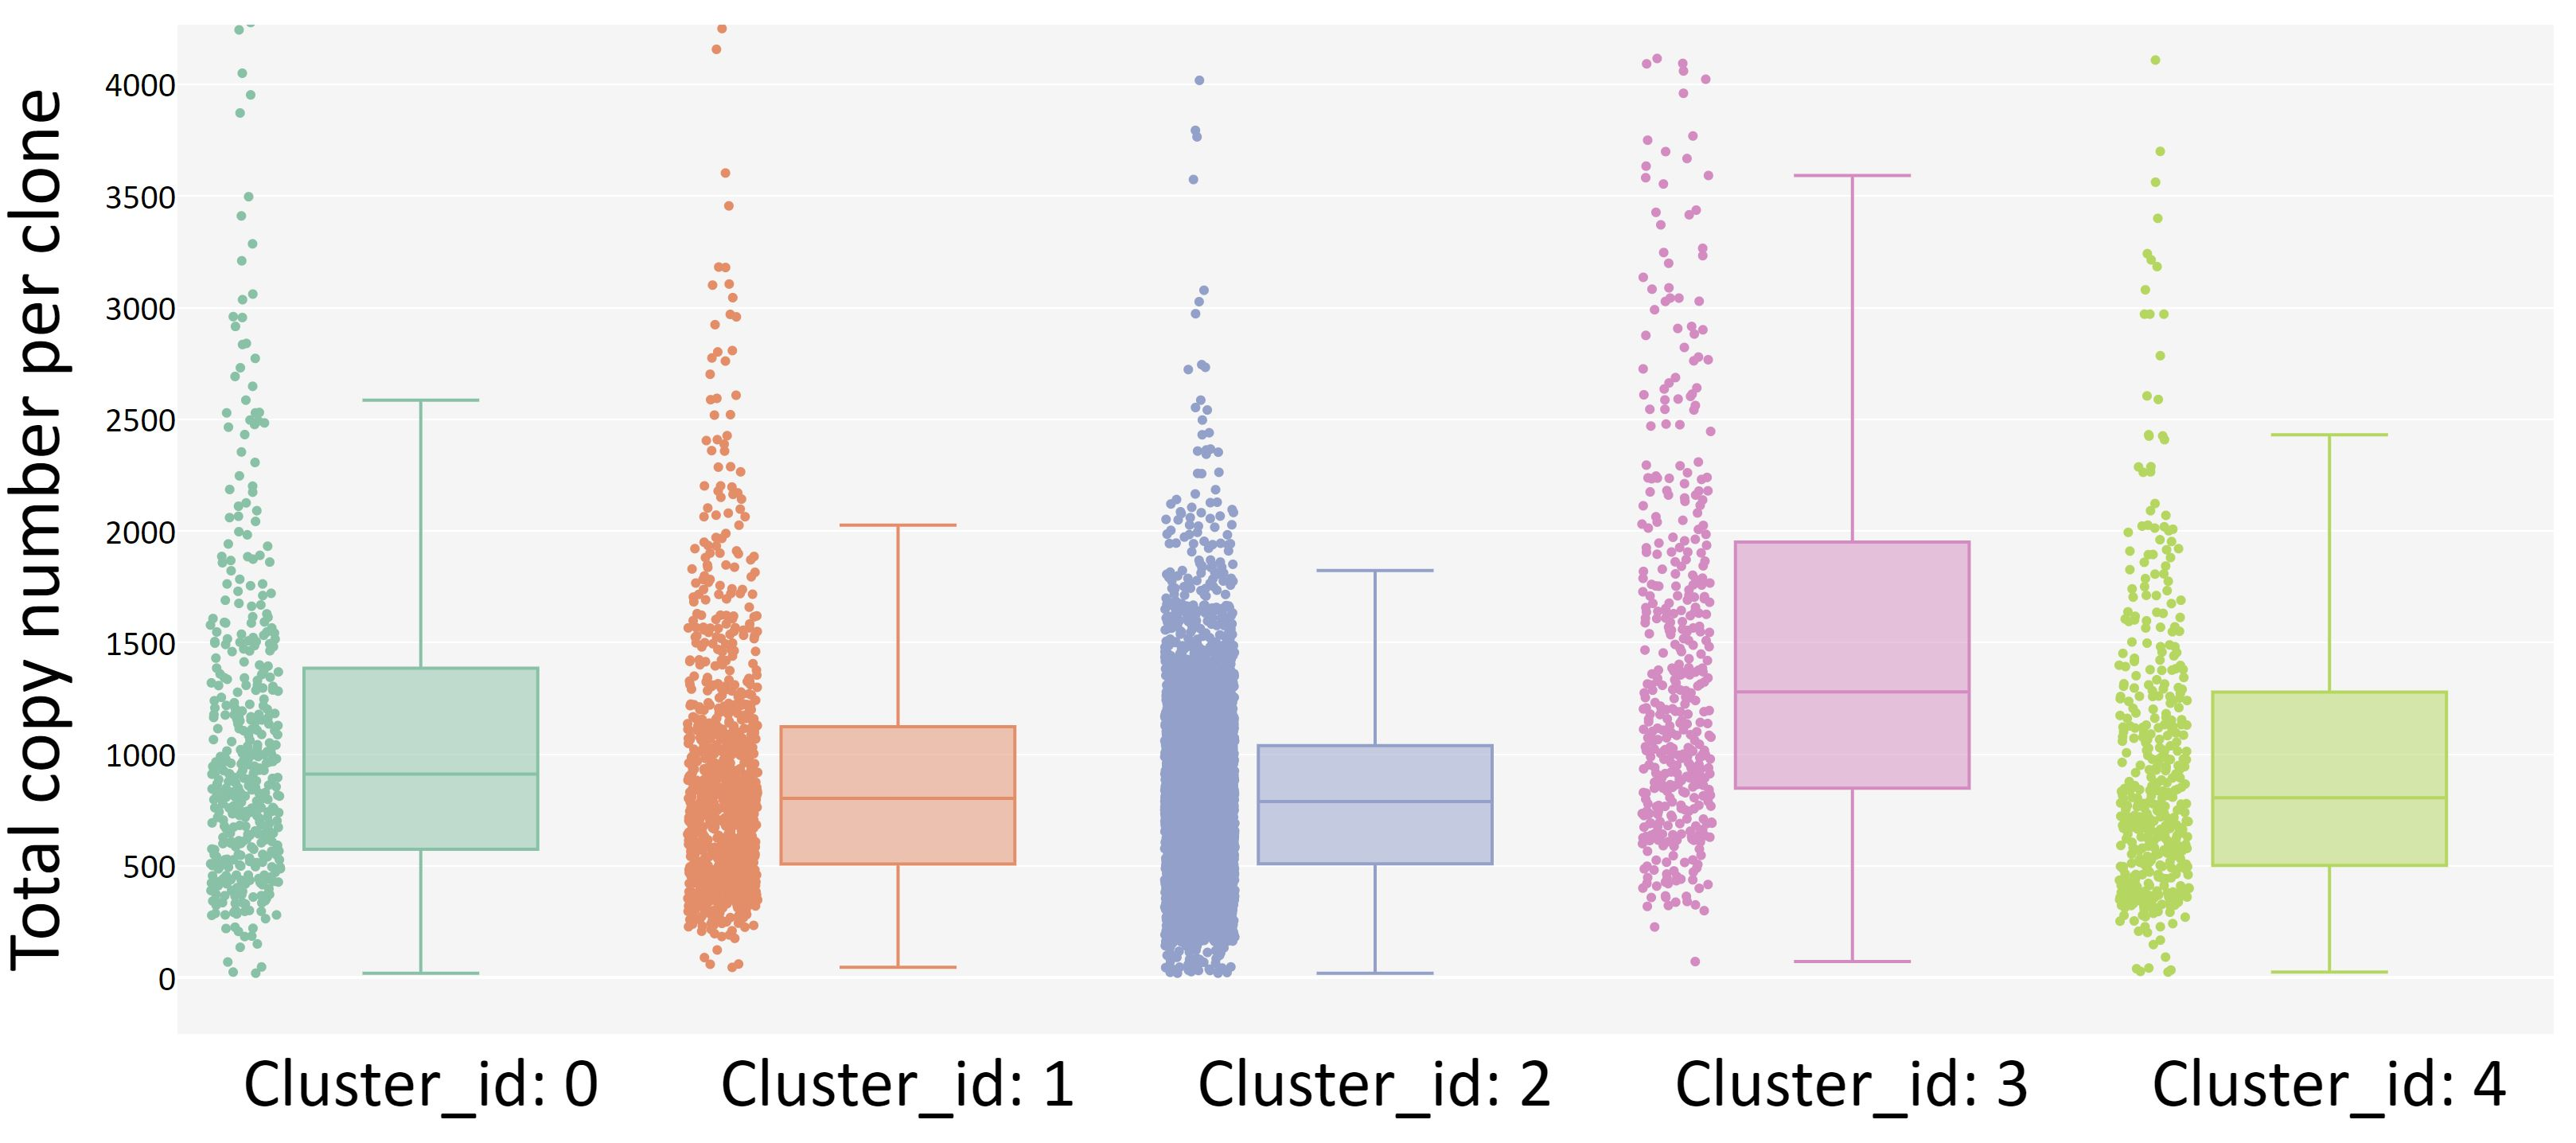 Total copy number per clone
4000
3500
3000
2500
2000
1500
1000
500
0
Cluster_id: 0
Cluster_id: 1
Cluster_id: 2
Cluster_id: 3
Cluster_id: 4